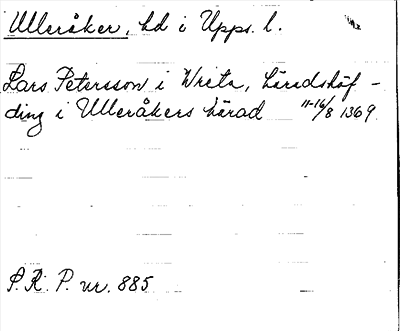 Ulleråker, hd i Upps. l.
Lars Petersson i Wreta, häradshöf-
ding i Ulleråkers härad 11-16/8 1369.
S. R. P. nr. 885